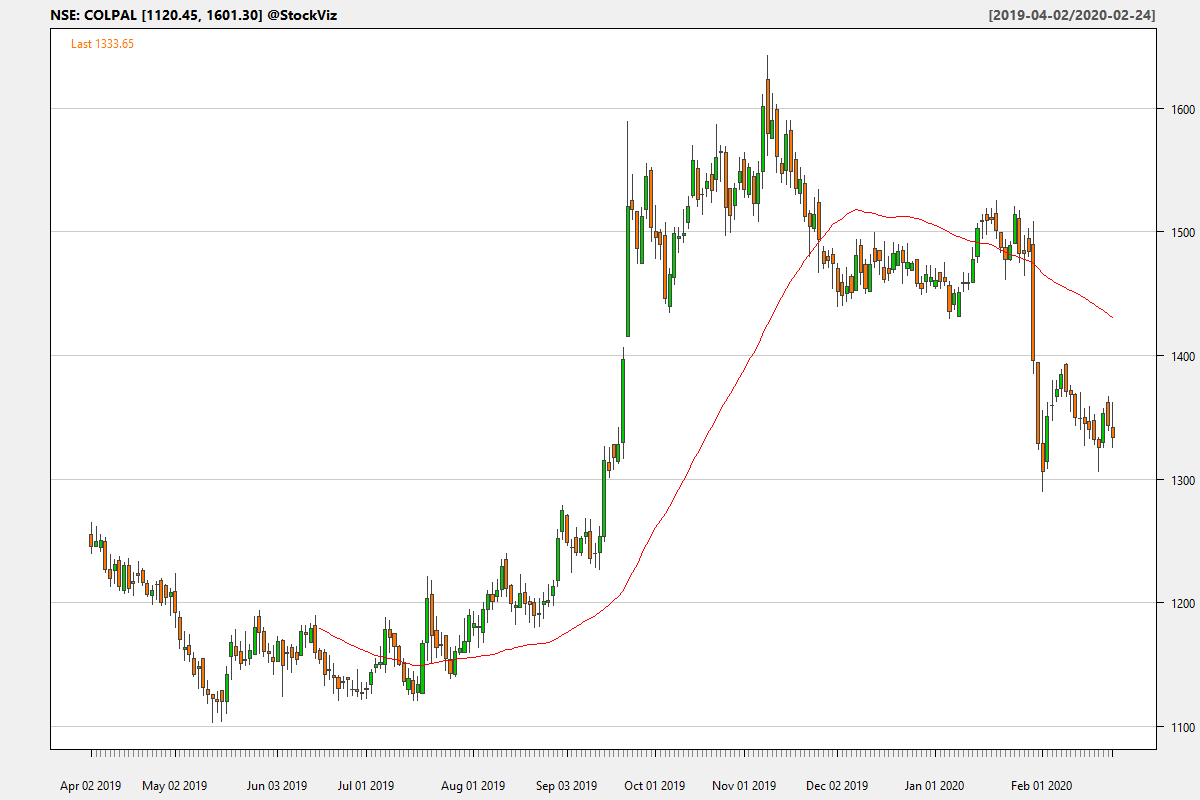 NSE: COLPAL [1120.45, 1601.30] @StockViz [2019-04-02/2020-02-24]
Last 1333.65
1600
1500
1400
1300
1200
1100
Apr 02 2019 May 02 2019 Jun 03 2019 Jul 01 2019 Aug 01 2019 Sep 03 2019 Oct 01 2019 Nov 01 2019 Dec 02 2019 Jan 01 2020 Feb 01 2020